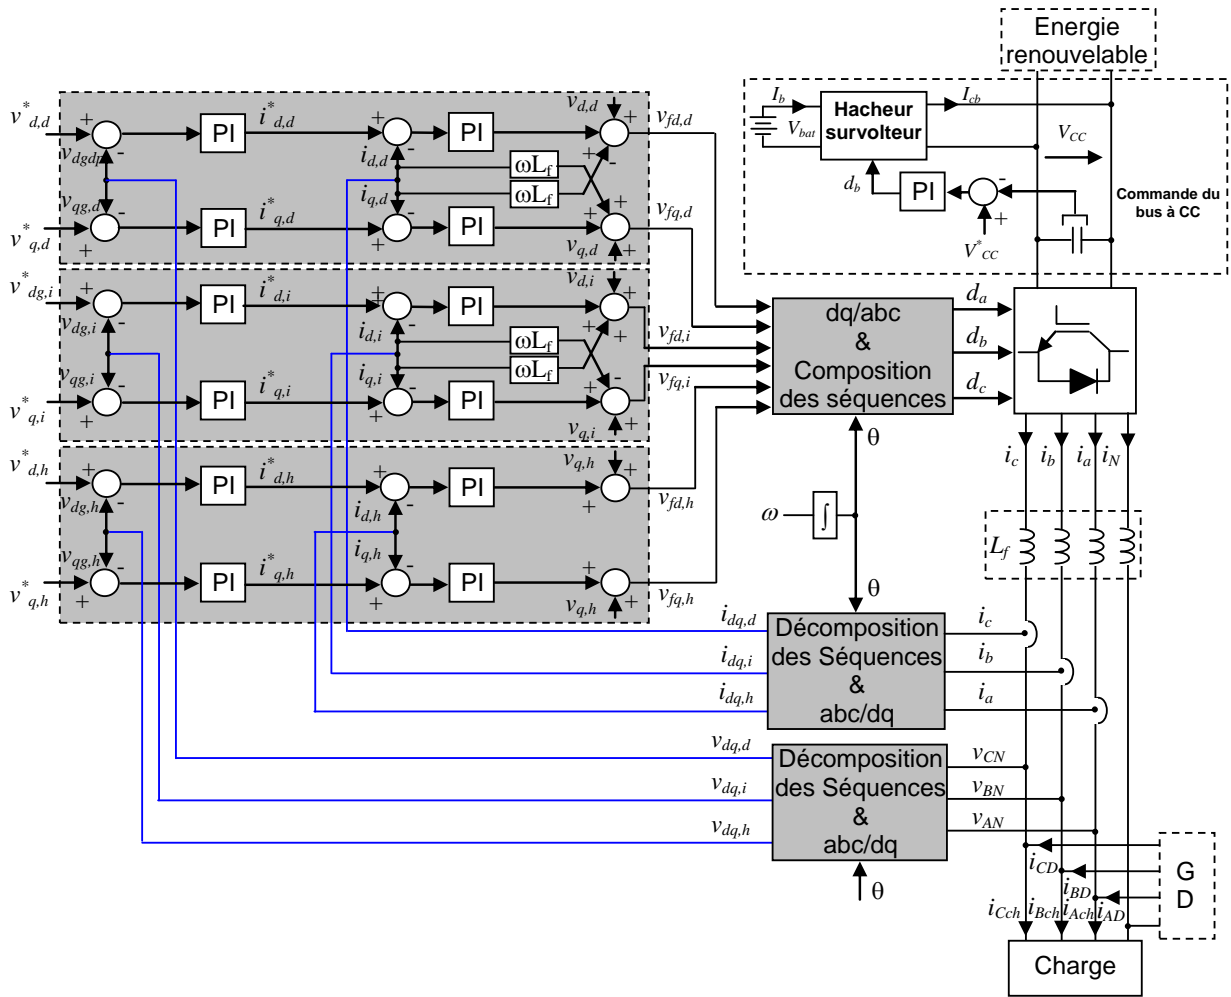 Energie
renouvelable
I_b
Hacheur
survolteur
I_cb
V_bat
V_CC
d_b
PI
-
+
V*_CC
Commande du
bus à CC
v*_d,d
+
-
v_dgdp
PI
i*_d,d
+
-
i_d,d
PI
v_d,d
+
+
-
v_fd,d
ωL_f
ωL_f
v_qg,d
-
+
v*_q,d
PI
i*_q,d
i_q,d
-
+
PI
+
+
+
v_q,d
v_fq,d
v*_dg,i
+
-
v_dg,i
PI
i*_d,i
+
-
i_d,i
PI
v_d,i
+
+
+
v_fd,i
ωL_f
ωL_f
v_qg,i
-
+
v*_q,i
PI
i*_q,i
i_q,i
-
+
PI
-
+
+
v_q,i
v_fq,i
v*_d,h
+
-
v_dg,h
PI
i*_d,h
+
-
i_d,h
PI
v_q,h
+
+
v_fd,h
v_qg,h
-
+
v*_q,h
PI
i*_q,h
i_q,h
-
+
PI
+
+
v_q,h
v_fq,h
dq/abc
&
Composition
des séquences
d_a
d_b
d_c
θ
ω
∫
θ
i_c
i_b
i_a
i_N
L_f
i_dq,d
i_dq,i
i_dq,h
Décomposition
des Séquences
&
abc/dq
i_c
i_b
i_a
v_dq,d
v_dq,i
v_dq,h
Décomposition
des Séquences
&
abc/dq
v_CN
v_BN
v_AN
θ
i_CD
i_BD
i_AD
G
D
i_Cch
i_Bch
i_Ach
Charge